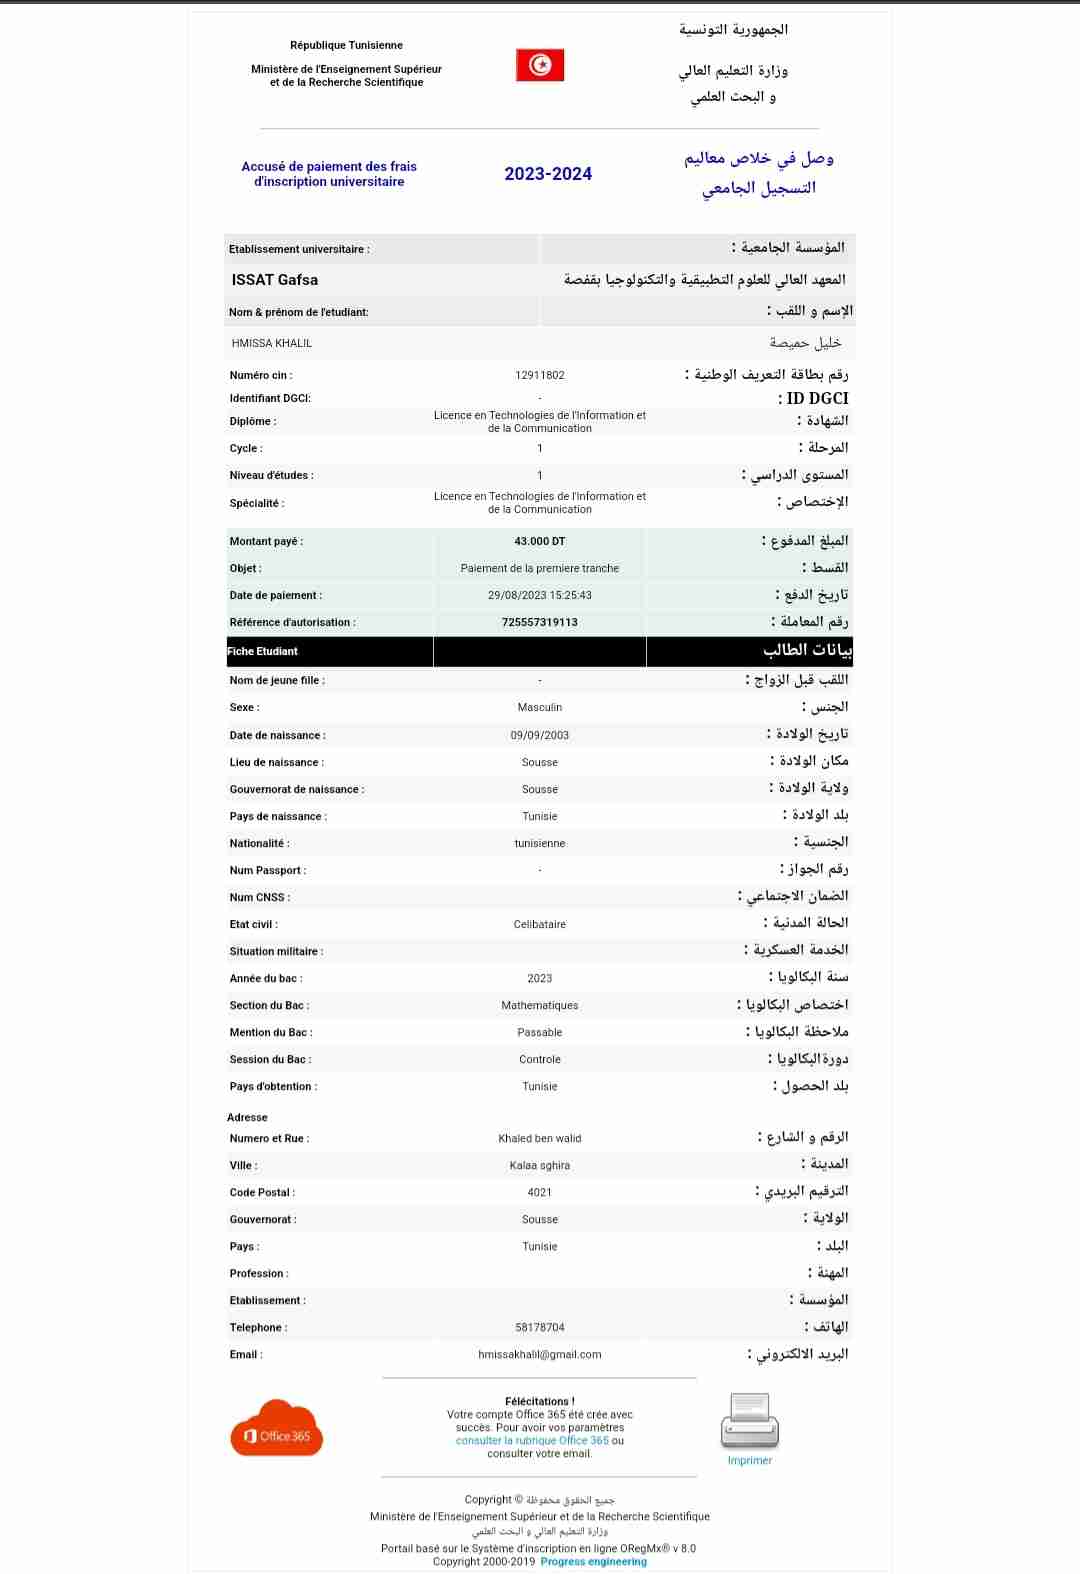 République Tunisienne
Ministère de l'Enseignement Supérieur
et de la Recherche Scientifique
الجمهورية التونسية
وزارة التعليم العالي
و البحث العلمي
Accusé de paiement des frais
d'inscription universitaire
2023-2024
وصل في خلاص معاليم
التسجيل الجامعي
Etablissement universitaire : المؤسسة الجامعية :
ISSAT Gafsa المعهد العالي للعلوم التطبيقية والتكنولوجيا بقفصة
Nom & prénom de l'etudiant: الإسم و اللقب :
HMISSA KHALIL خليل حميصة
Numéro cin : 12911802 رقم بطاقة التعريف الوطنية :
Identifiant DGCI: - ID DGCI :
Diplôme : Licence en Technologies de l'Information et الشهادة :
de la Communication
Cycle : 1 المرحلة :
Niveau d'études : 1 المستوى الدراسي :
Spécialité : Licence en Technologies de l'Information et الإختصاص :
de la Communication
Montant payé : 43.000 DT المبلغ المدفوع :
Objet : Paiement de la premiere tranche القسط :
Date de paiement : 29/08/2023 15:25:43 تاريخ الدفع :
Référence d'autorisation : 725557319113 رقم المعاملة :
Fiche Etudiant بيانات الطالب
Nom de jeune fille : - اللقب قبل الزواج :
Sexe : Masculin الجنس :
Date de naissance : 09/09/2003 تاريخ الولادة :
Lieu de naissance : Sousse مكان الولادة :
Gouvernorat de naissance : Sousse ولاية الولادة :
Pays de naissance : Tunisie بلد الولادة :
Nationalité : tunisienne الجنسية :
Num Passport : - رقم الجواز :
Num CNSS : الضمان الاجتماعي :
Etat civil : Celibataire الحالة المدنية :
Situation militaire : الخدمة العسكرية :
Année du bac : 2023 سنة البكالويا :
Section du Bac : Mathematiques اختصاص البكالويا :
Mention du Bac : Passable ملاحظة البكالويا :
Session du Bac : Controle دورة البكالويا :
Pays d'obtention : Tunisie بلد الحصول :
Adresse
Numero et Rue : Khaled ben walid الرقم و الشارع :
Ville : Kalaa sghira المدينة :
Code Postal : 4021 الترقيم البريدي :
Gouvernorat : Sousse الولاية :
Pays : Tunisie البلد :
Profession : المهنة :
Etablissement : المؤسسة :
Telephone : 58178704 الهاتف :
Email : hmissakhalil@gmail.com البريد الالكتروني :
Office 365
Félécitations !
Votre compte Office 365 été crée avec
succès. Pour avoir vos paramètres
consulter la rubrique Office 365 ou
consulter votre email.
Imprimer
Copyright © جميع الحقوق محفوظة
Ministère de l'Enseignement Supérieur et de la Recherche Scientifique
وزارة التعليم العالي و البحث العلمي
Portail basé sur le Système d'inscription en ligne ORegMx® v 8.0
Copyright 2000-2019 Progress engineering